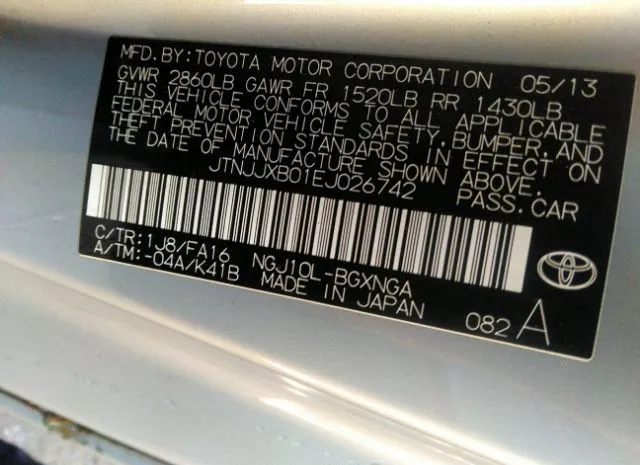 MFD.BY:TOYOTA MOTOR CORPORATION 05/13
GVWR 2860LB GAWR FR 1520LB RR 1430LB
THIS VEHICLE CONFORMS TO ALL APPLICABLE
FEDERAL MOTOR VEHICLE SAFETY,BUMPER,AND
THEFT PREVENTION STANDARDS IN EFFECT ON
THE DATE OF MANUFACTURE SHOWN ABOVE.
JTNJJXB01EJ026742 PASS.CAR
C/TR:1J8/FA16 NGJ10L-BGXNGA
A/TM:-04A/K41B MADE IN JAPAN
082 A